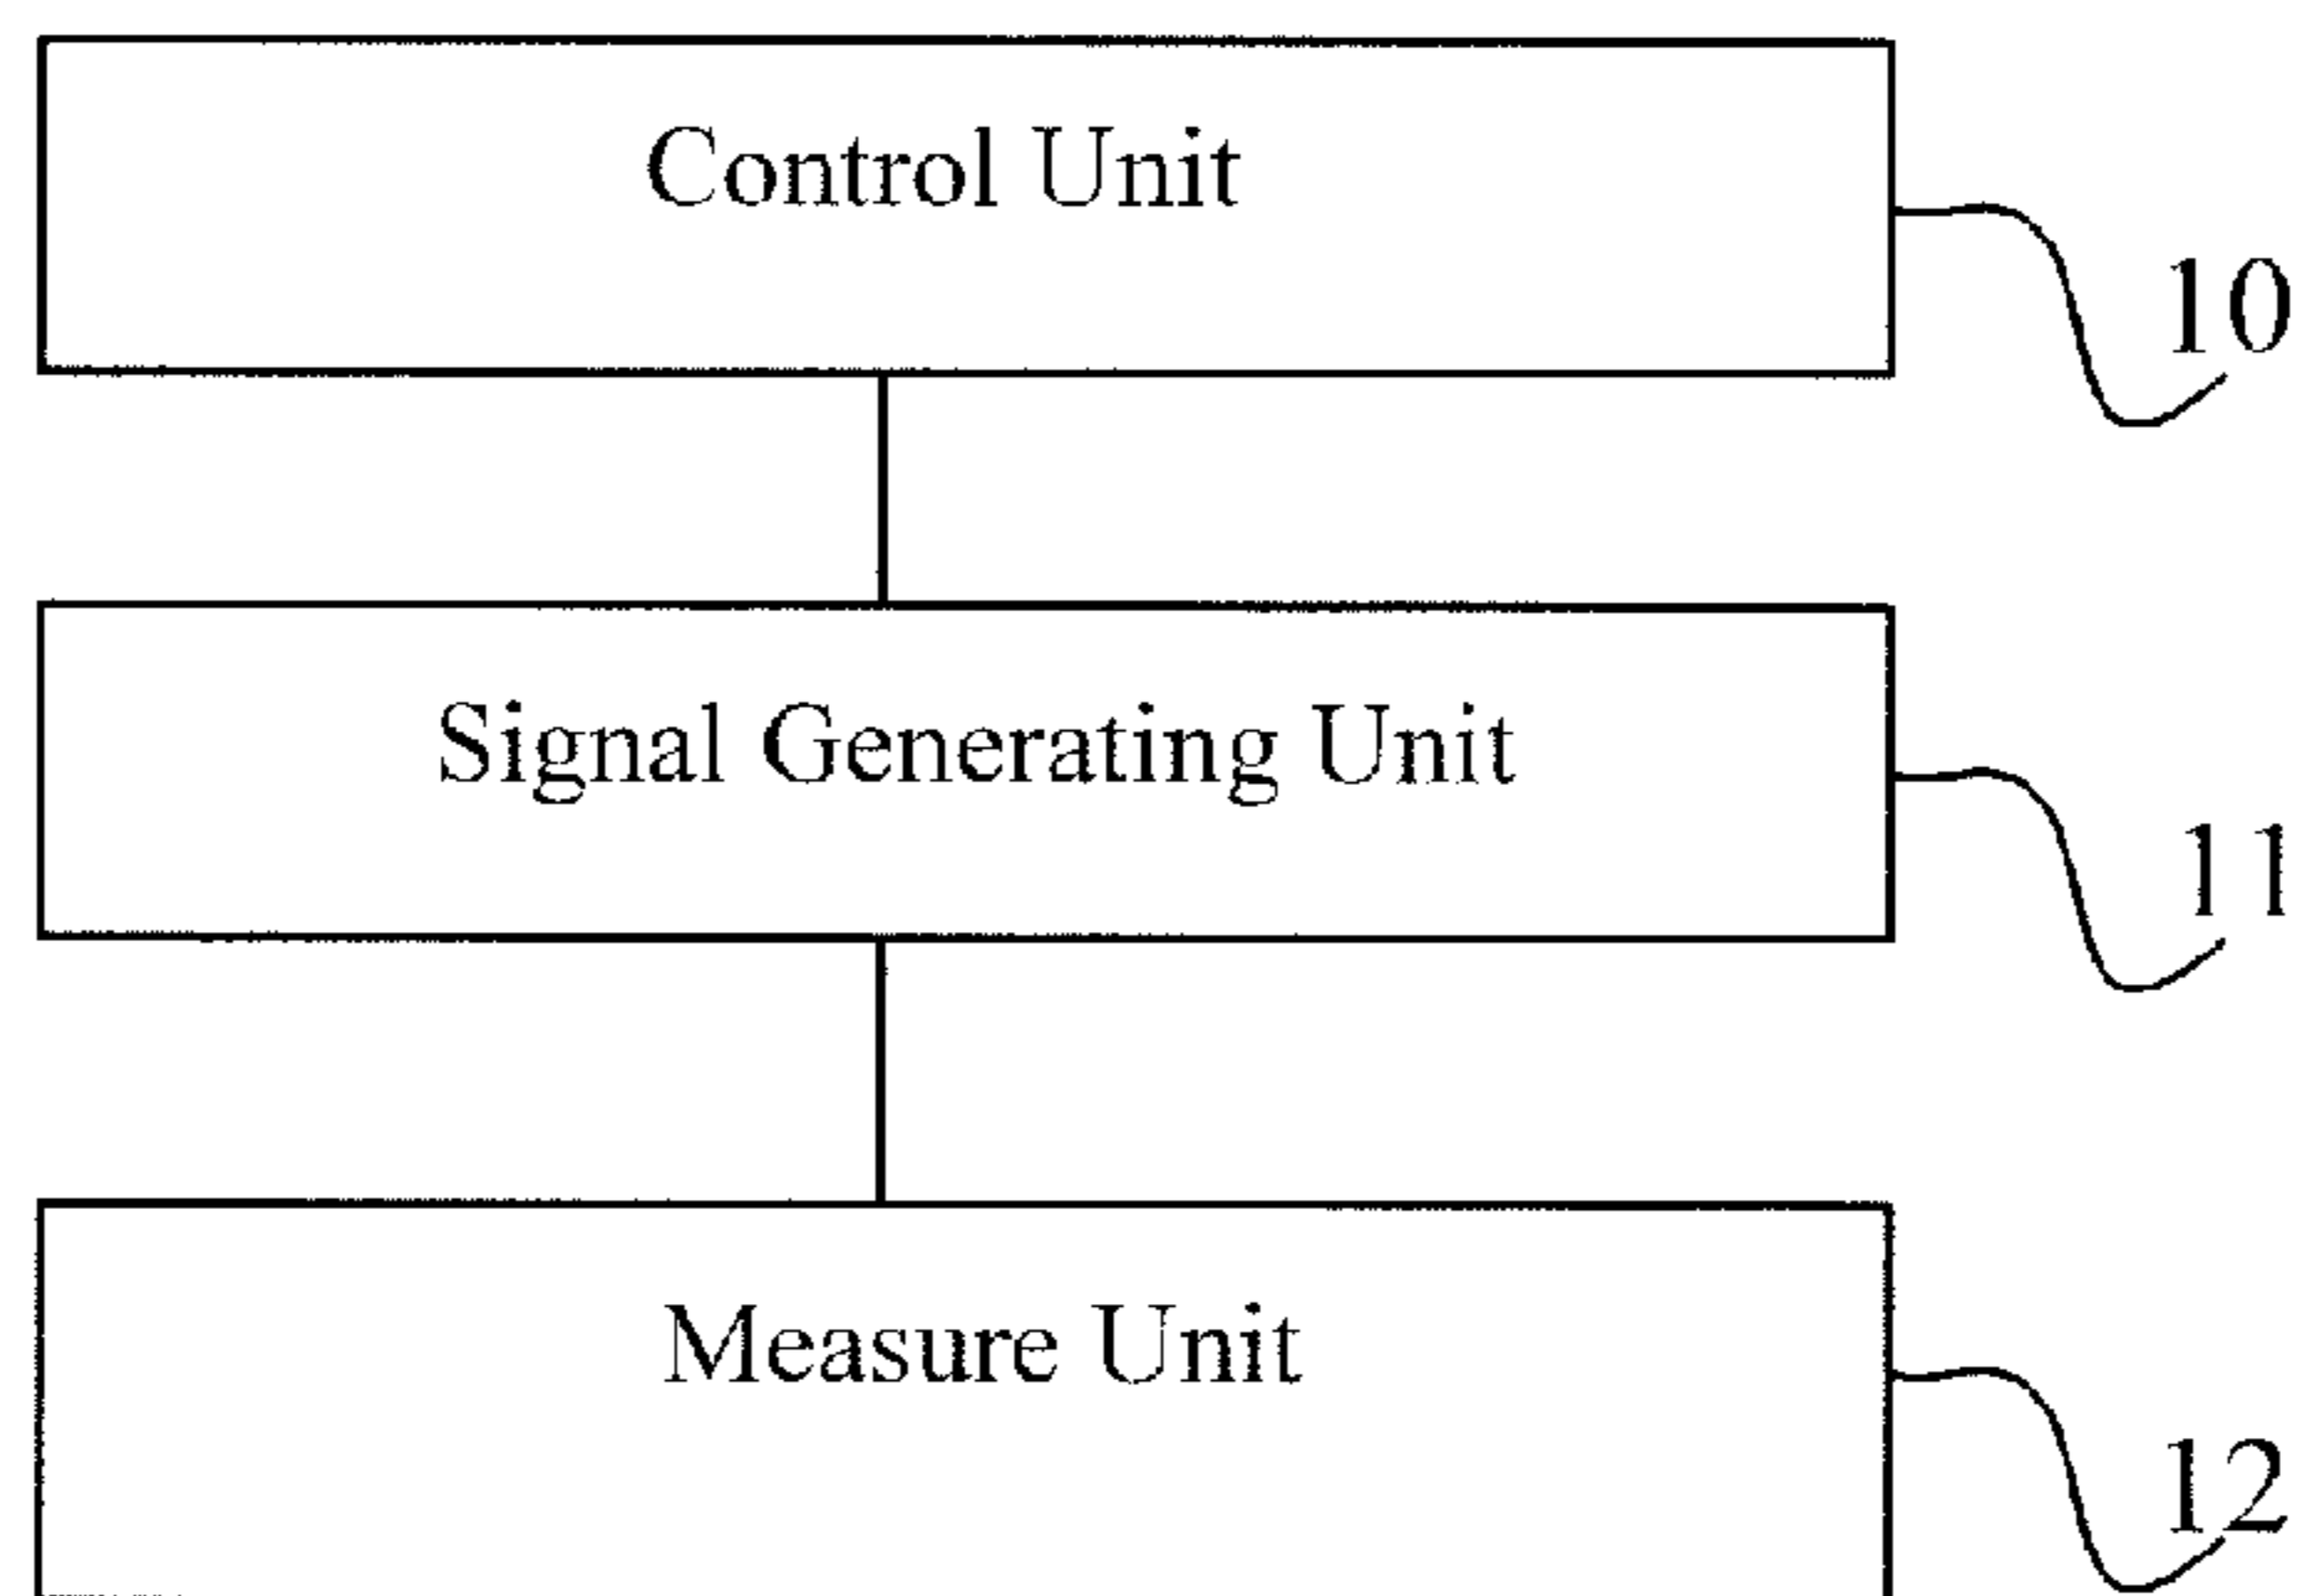 Control Unit
10
Signal Generating Unit
11
Measure Unit
12